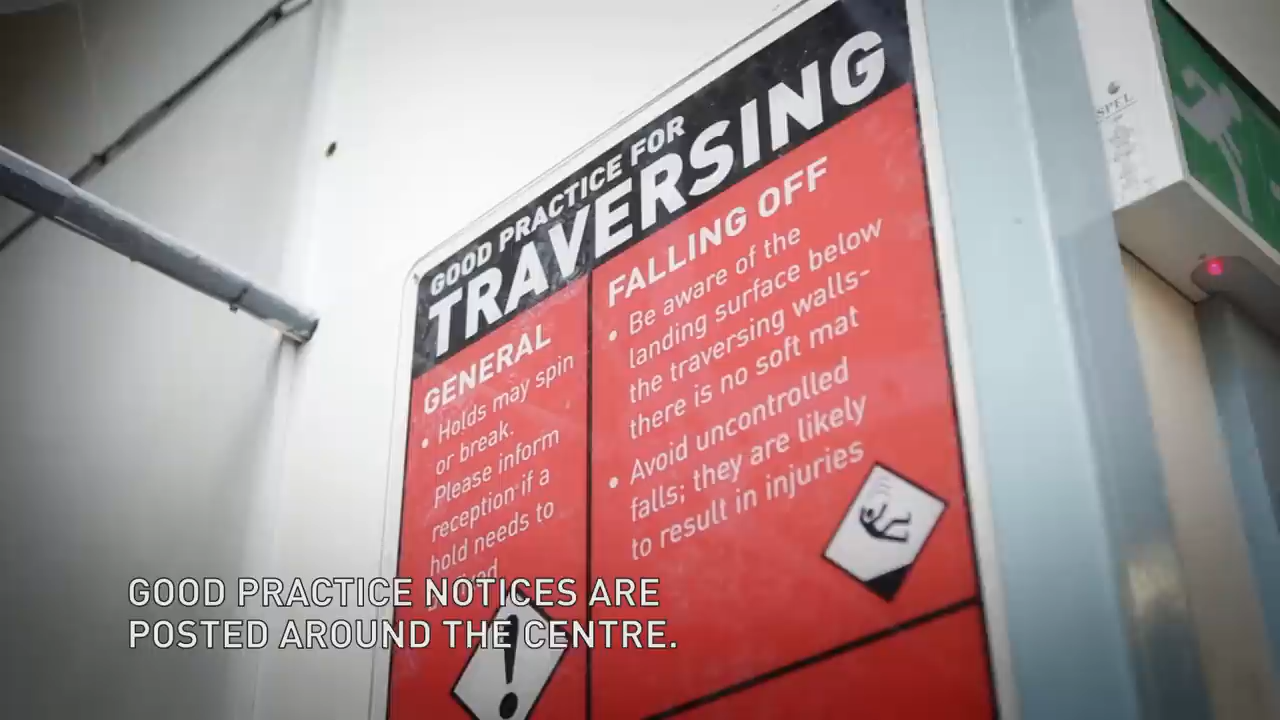 GOOD PRACTICE FOR
TRAVERSING
GENERAL
• Holds may spin
or break.
Please inform
reception if a
hold needs to
FALLING OFF
• Be aware of the
landing surface below
the traversing walls-
there is no soft mat
• Avoid uncontrolled
falls; they are likely
to result in injuries
SPEL
GOOD PRACTICE NOTICES ARE
POSTED AROUND THE CENTRE.